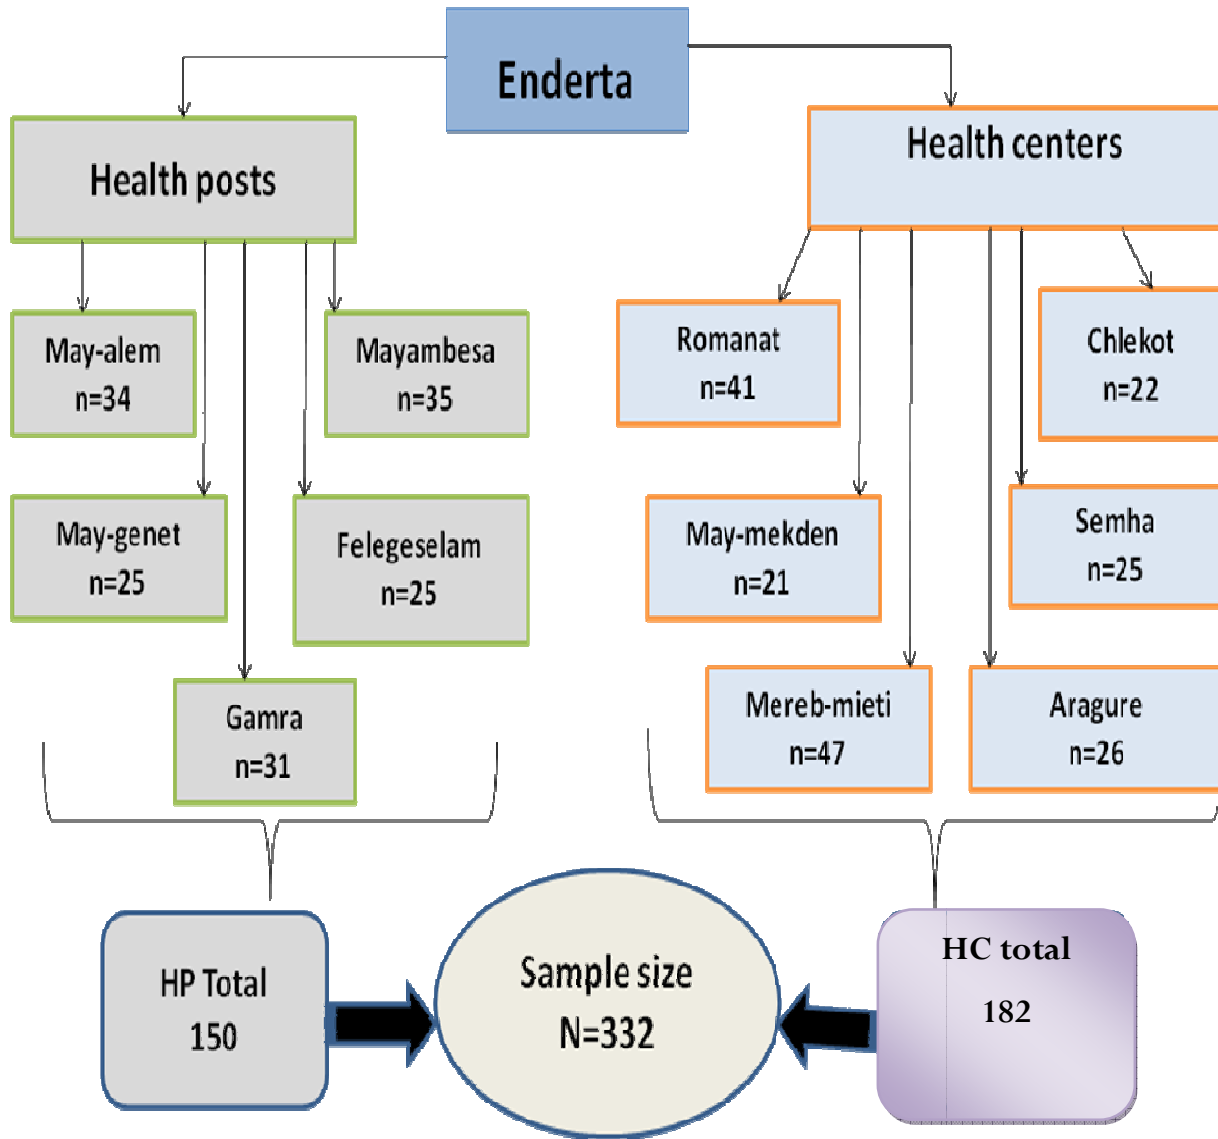 Enderta
Health posts
Health centers
May-alem
n=34
Mayambesa
n=35
Romanat
n=41
Chlekot
n=22
May-genet
n=25
Felegeselam
n=25
May-mekden
n=21
Semha
n=25
Gamra
n=31
Mereb-mieti
n=47
Aragure
n=26
HP Total
150
Sample size
N=332
HC total
182